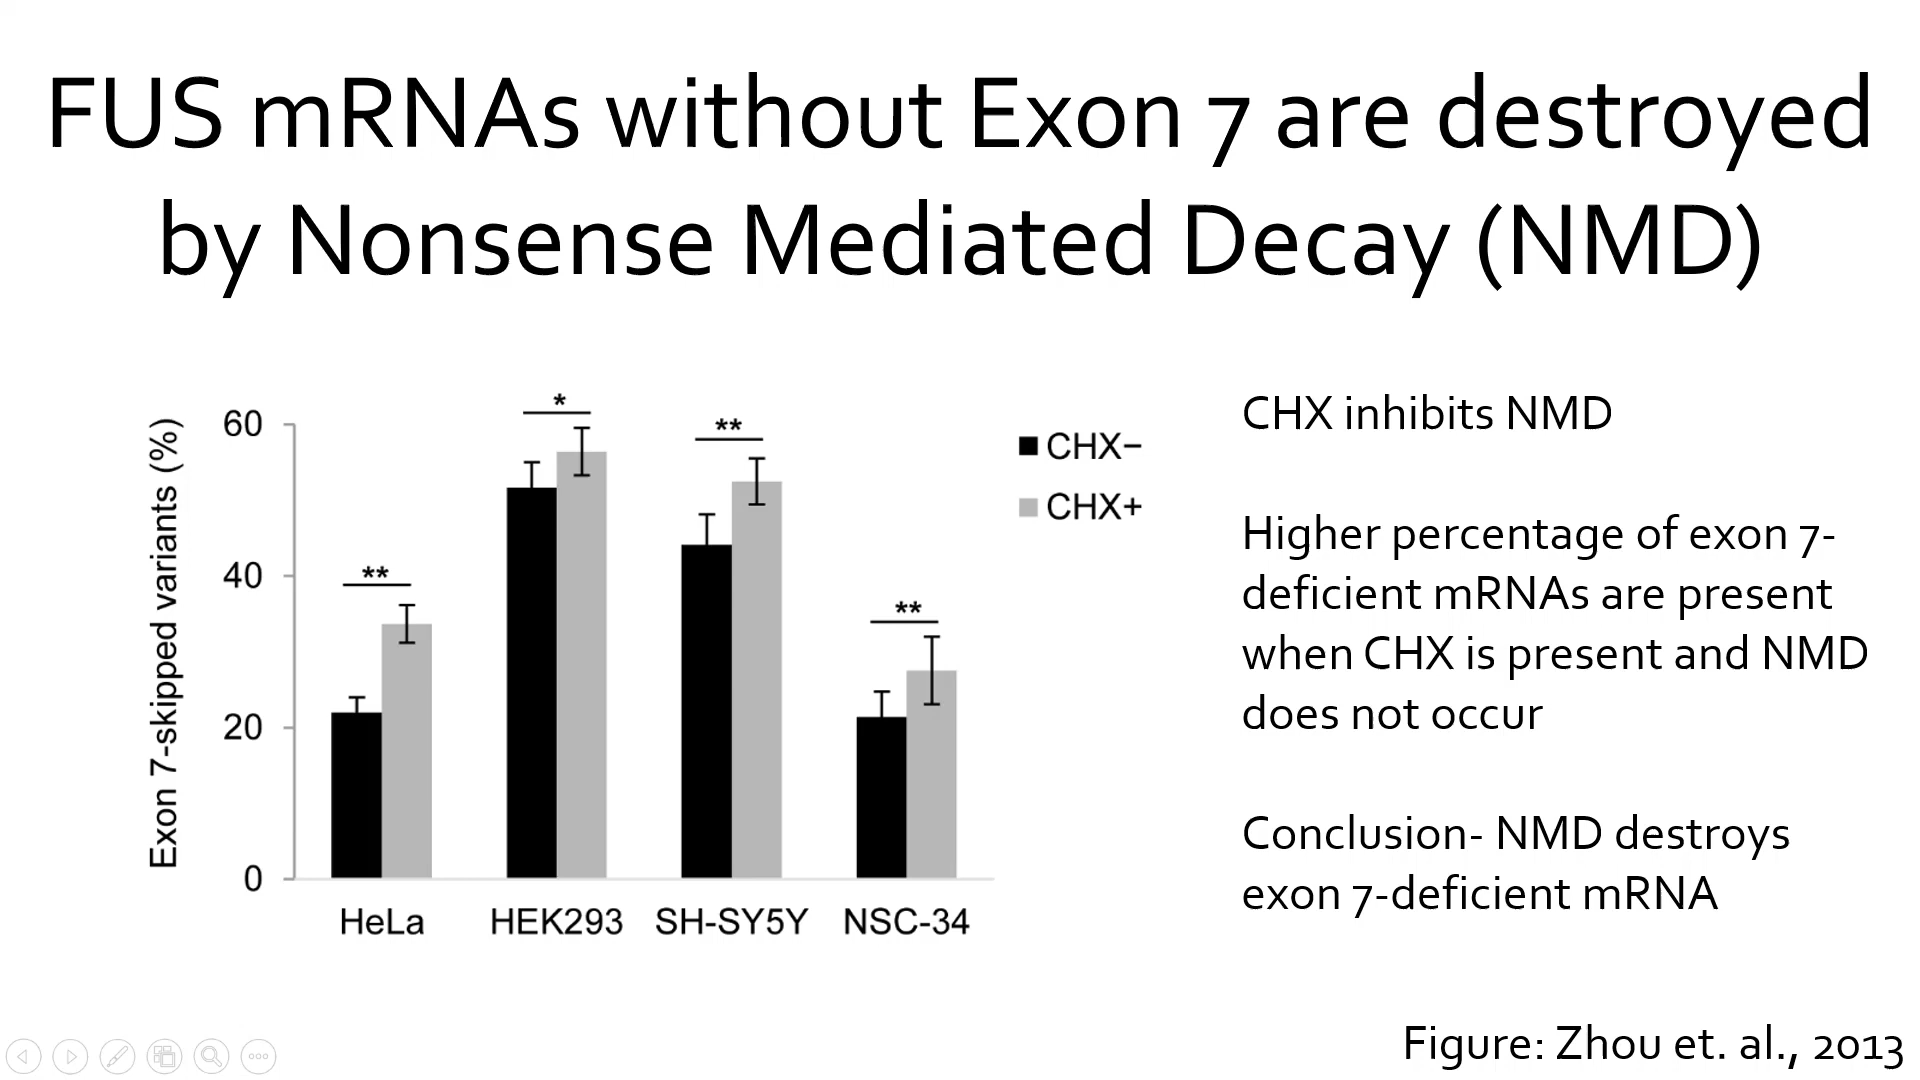 FUS mRNAs without Exon 7 are destroyed
by Nonsense Mediated Decay (NMD)
Exon 7-skipped variants (%)
60
40
20
0
*
**
**
**
HeLa
HEK293
SH-SY5Y
NSC-34
CHX−
CHX+
CHX inhibits NMD
Higher percentage of exon 7-
deficient mRNAs are present
when CHX is present and NMD
does not occur
Conclusion- NMD destroys
exon 7-deficient mRNA
Figure: Zhou et. al., 2013